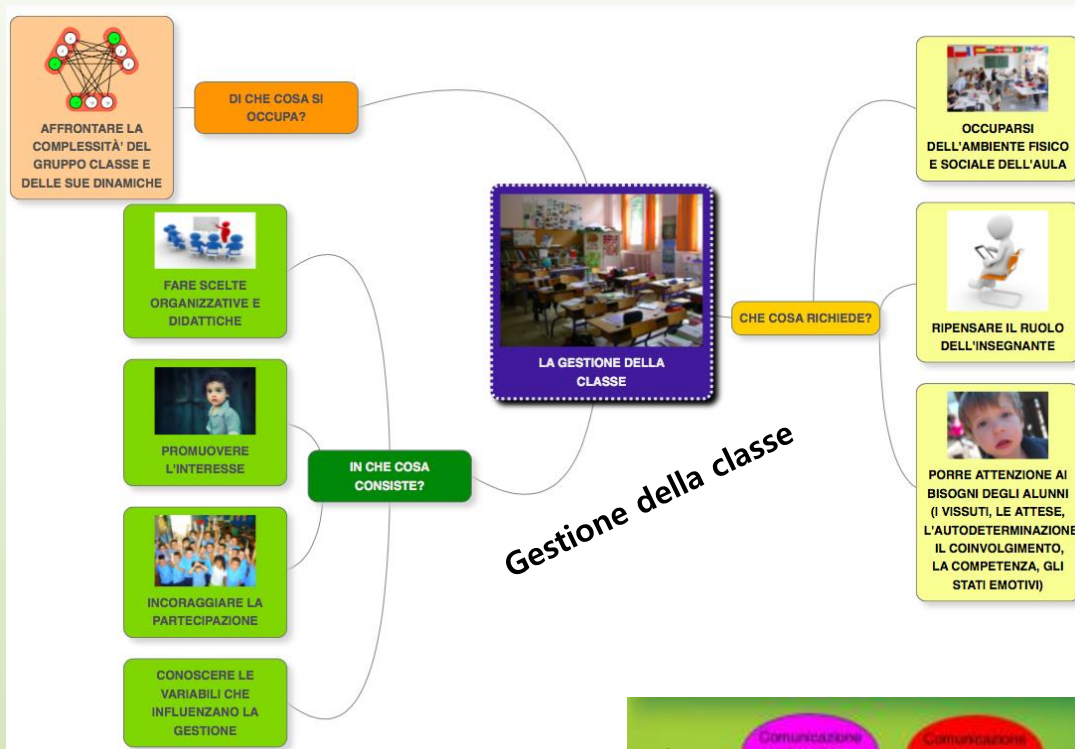 DI CHE COSA SI
OCCUPA?
AFFRONTARE LA
COMPLESSITÀ' DEL
GRUPPO CLASSE E
DELLE SUE DINAMICHE
FARE SCELTE
ORGANIZZATIVE E
DIDATTICHE
PROMUOVERE
L'INTERESSE
INCORAGGIARE LA
PARTECIPAZIONE
CONOSCERE LE
VARIABILI CHE
INFLUENZANO LA
GESTIONE
IN CHE COSA
CONSISTE?
LA GESTIONE DELLA
CLASSE
Gestione della classe
CHE COSA RICHIEDE?
OCCUPARSI
DELL'AMBIENTE FISICO
E SOCIALE DELL'AULA
RIPENSARE IL RUOLO
DELL'INSEGNANTE
PORRE ATTENZIONE AI
BISOGNI DEGLI ALUNNI
(I VISSUTI, LE ATTESE,
L'AUTODETERMINAZIONE
IL COINVOLGIMENTO,
LA COMPETENZA, GLI
STATI EMOTIVI)
Comunicazione
Comunicazione